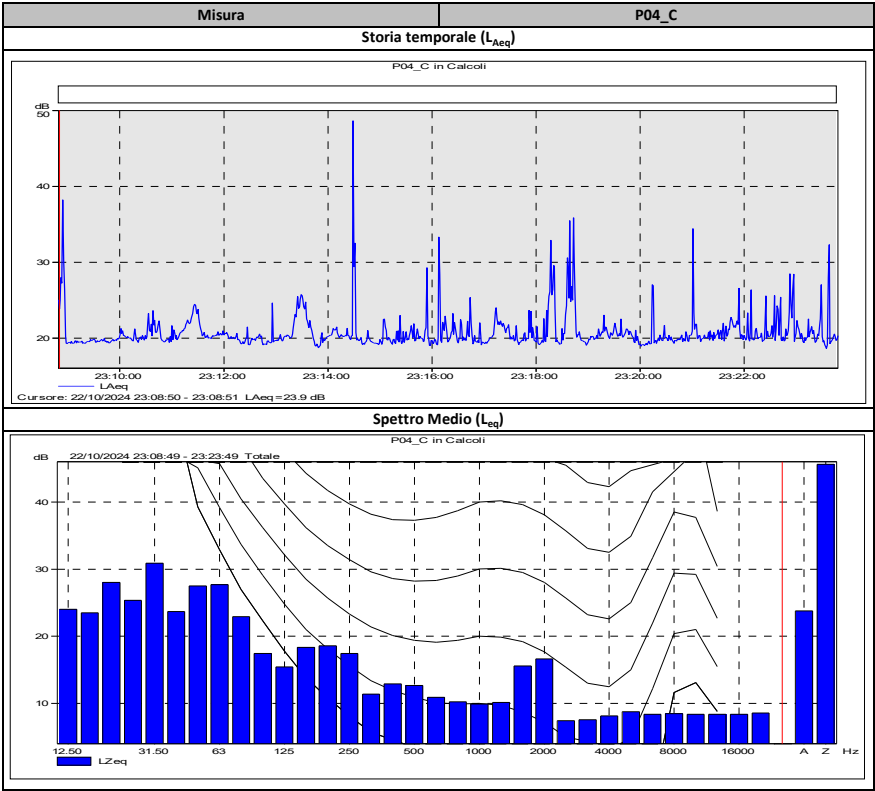 Misura P04_C
Storia temporale (LAeq)
P04_C in Calcoli
dB
50
40
30
20
23:10:00 23:12:00 23:14:00 23:16:00 23:18:00 23:20:00 23:22:00
LAeq
Cursore: 22/10/2024 23:08:50 - 23:08:51 LAeq=23.9 dB
Spettro Medio (Leq)
P04_C in Calcoli
dB 22/10/2024 23:08:49 - 23:23:49 Totale
40
30
20
10
12.50 31.50 63 125 250 500 1000 2000 4000 8000 16000 A Z Hz
LZeq